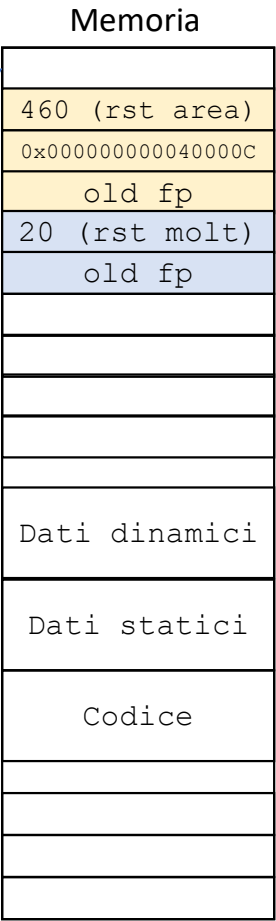 Memoria
460 (rst area)
0x000000000040000C
old fp
20 (rst molt)
old fp
Dati dinamici
Dati statici
Codice